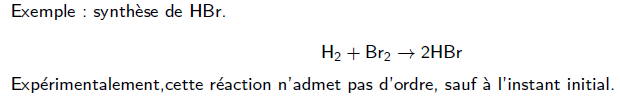 Exemple : synthèse de HBr.
H₂ + Br₂ → 2HBr
Expérimentalement,cette réaction n'admet pas d'ordre, sauf à l'instant initial.